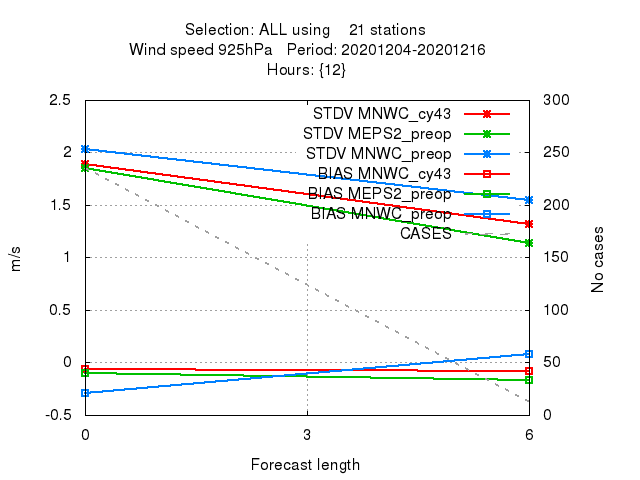 Selection: ALL using    21 stations
Wind speed 925hPa   Period: 20201204-20201216
Hours: {12}
2.5
2
1.5
1
0.5
0
-0.5
m/s
300
250
200
150
100
50
0
No cases
STDV MNWC_cy43
STDV MEPS2_preop
STDV MNWC_preop
BIAS MNWC_cy43
BIAS MEPS2_preop
BIAS MNWC_preop
CASES
0 3 6
Forecast length